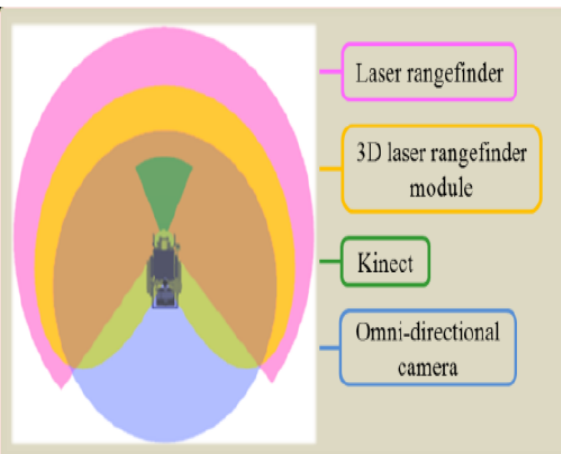 Laser rangefinder
3D laser rangefinder
module
Kinect
Omni-directional
camera